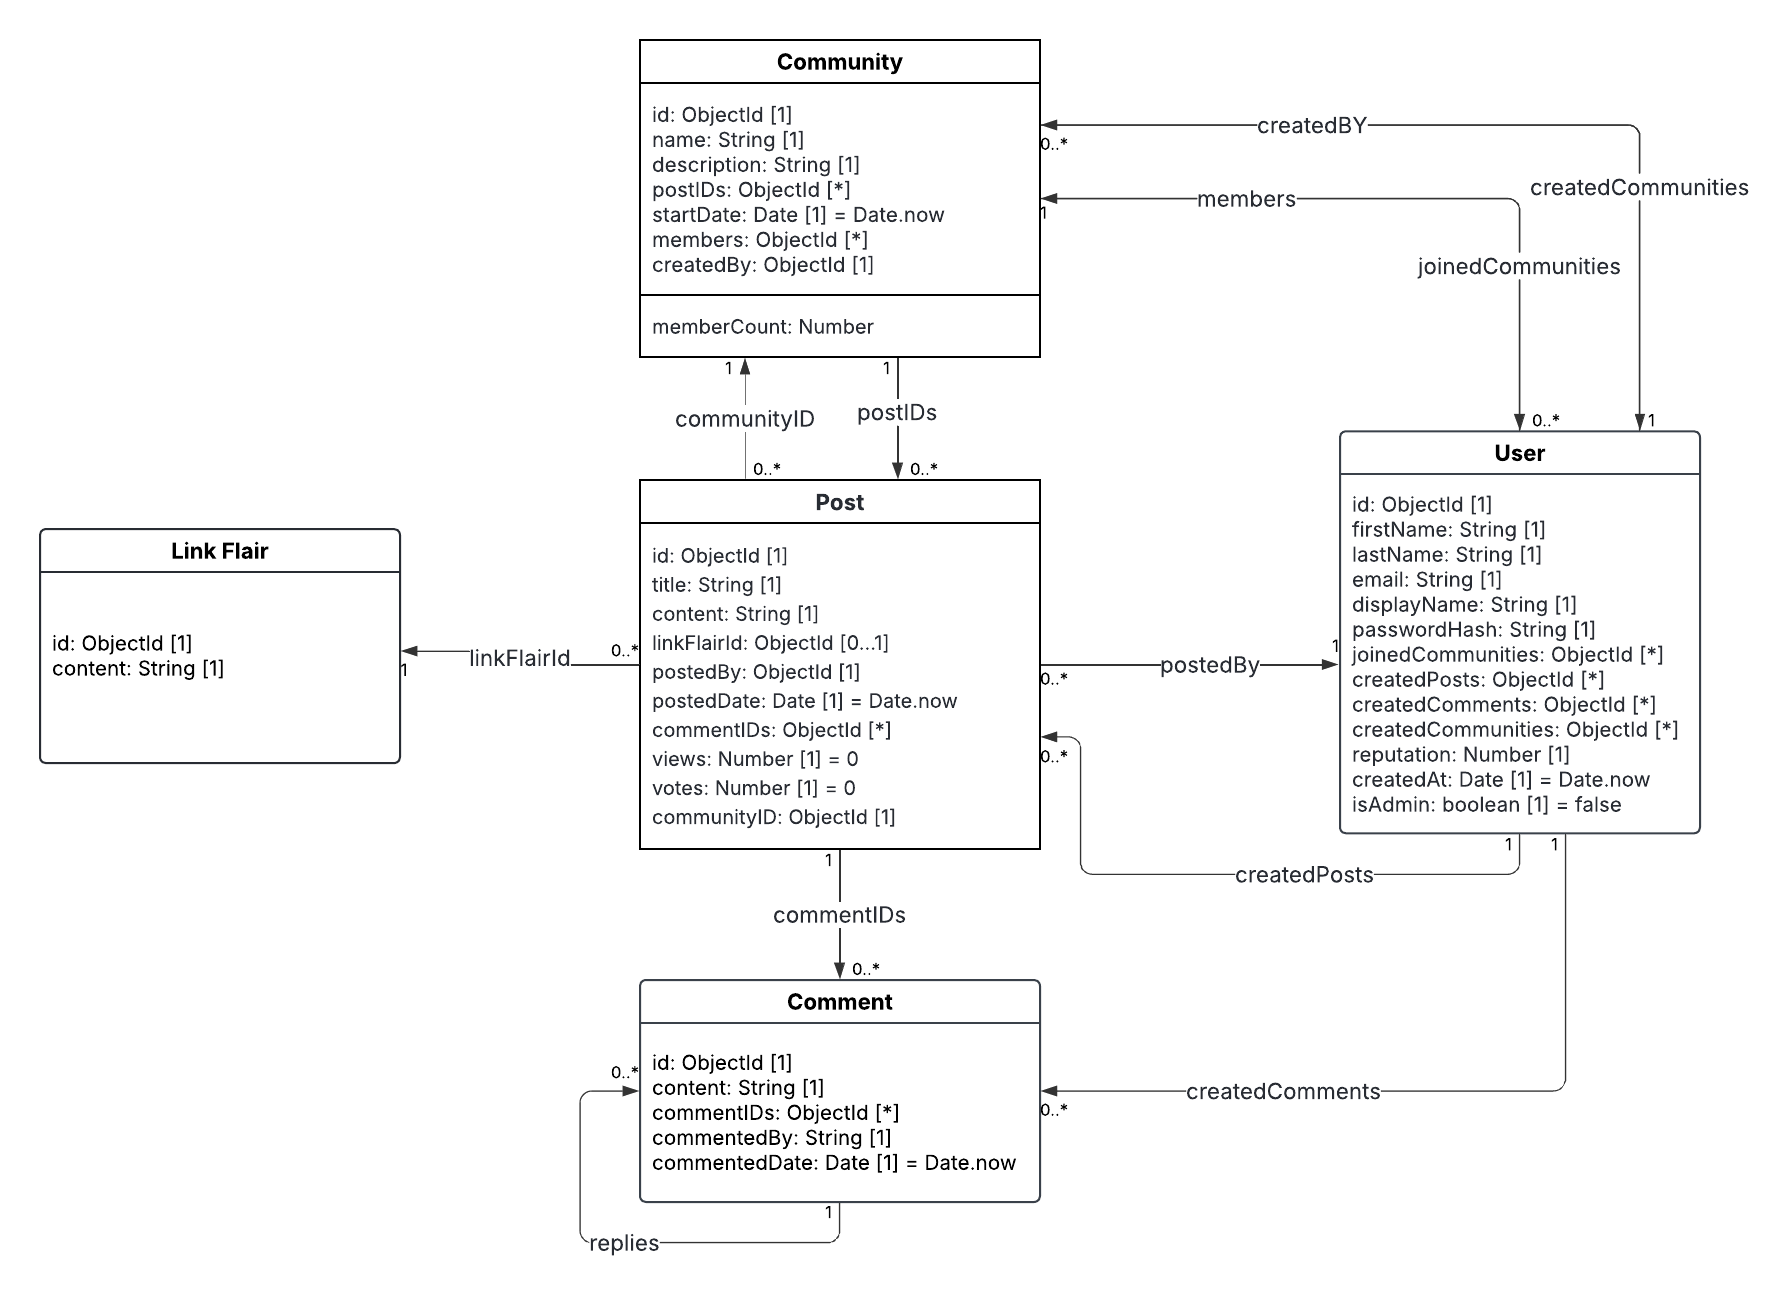 Community
id: ObjectId [1]
name: String [1]
description: String [1]
postIDs: ObjectId [*]
startDate: Date [1] = Date.now
members: ObjectId [*]
createdBy: ObjectId [1]
memberCount: Number
createdBY
0..*
createdCommunities
members
1
joinedCommunities
0..*
1
1
communityID
0..*
1
postIDs
0..*
Post
id: ObjectId [1]
title: String [1]
content: String [1]
linkFlairId: ObjectId [0...1]
postedBy: ObjectId [1]
postedDate: Date [1] = Date.now
commentIDs: ObjectId [*]
views: Number [1] = 0
votes: Number [1] = 0
communityID: ObjectId [1]
Link Flair
id: ObjectId [1]
content: String [1]
1
linkFlairId
0..*
0..*
postedBy
1
User
id: ObjectId [1]
firstName: String [1]
lastName: String [1]
email: String [1]
displayName: String [1]
passwordHash: String [1]
joinedCommunities: ObjectId [*]
createdPosts: ObjectId [*]
createdComments: ObjectId [*]
createdCommunities: ObjectId [*]
reputation: Number [1]
createdAt: Date [1] = Date.now
isAdmin: boolean [1] = false
0..*
createdPosts
1
1
1
commentIDs
0..*
Comment
id: ObjectId [1]
content: String [1]
commentIDs: ObjectId [*]
commentedBy: String [1]
commentedDate: Date [1] = Date.now
createdComments
0..*
0..*
1
replies